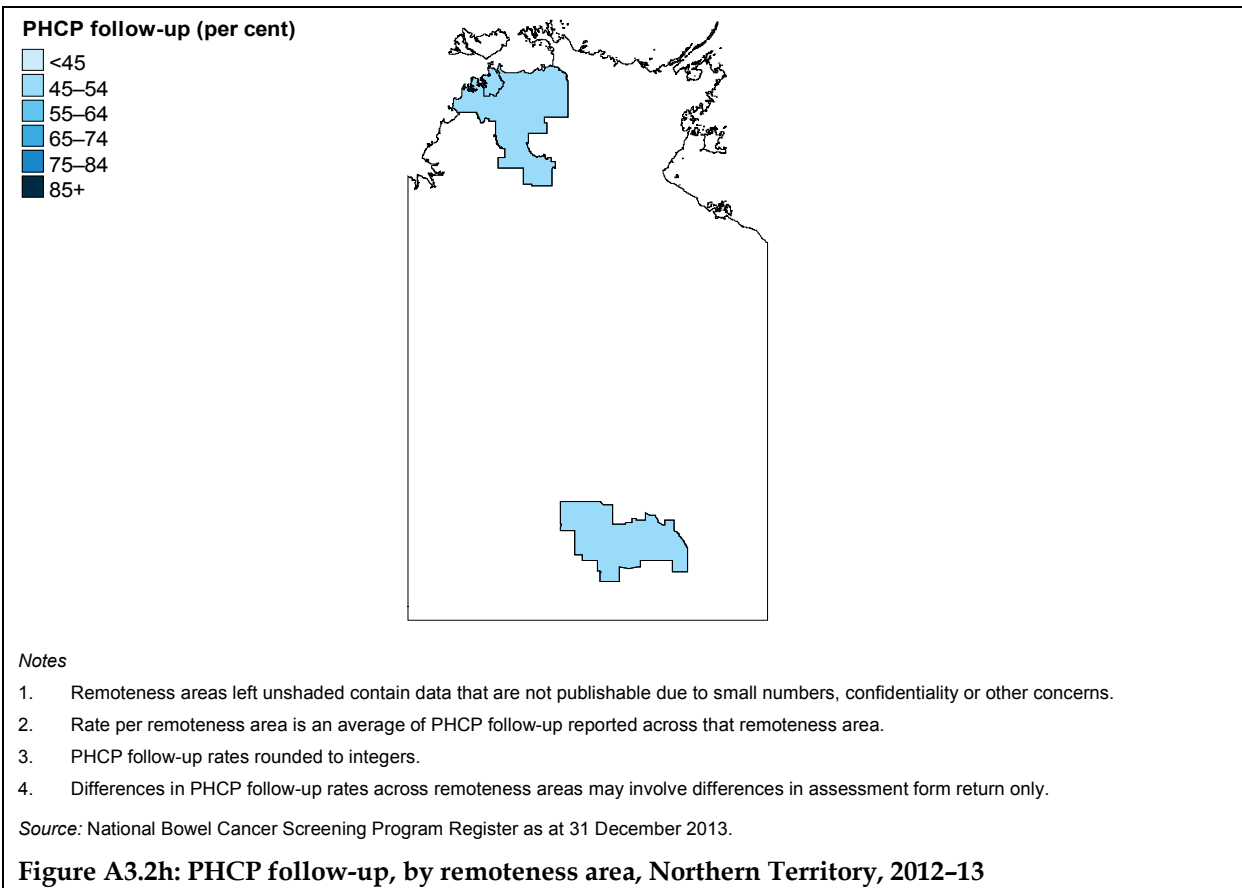 PHCP follow-up (per cent)
<45
45–54
55–64
65–74
75–84
85+
Notes
1. Remoteness areas left unshaded contain data that are not publishable due to small numbers, confidentiality or other concerns.
2. Rate per remoteness area is an average of PHCP follow-up reported across that remoteness area.
3. PHCP follow-up rates rounded to integers.
4. Differences in PHCP follow-up rates across remoteness areas may involve differences in assessment form return only.
Source: National Bowel Cancer Screening Program Register as at 31 December 2013.
Figure A3.2h: PHCP follow-up, by remoteness area, Northern Territory, 2012–13